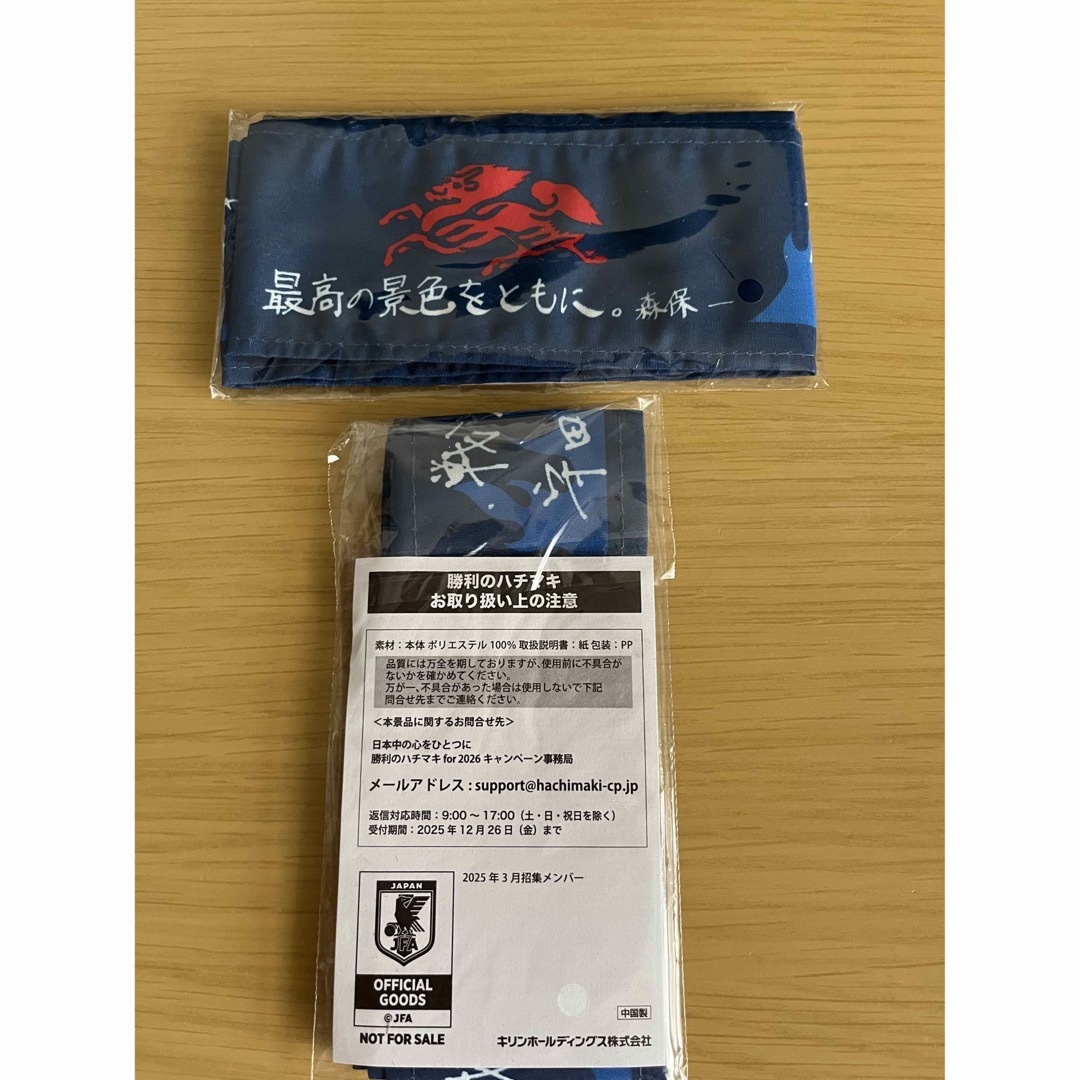 最高の景色をともに。森保 一
勝利のハチマキ
お取り扱い上の注意
素材：本体 ポリエステル 100% 取扱説明書：紙 包装：PP
品質には万全を期しておりますが、使用前に不具合が
ないかを確かめてください。
万が一、不具合があった場合は使用しないで下記
問合せ先までご連絡ください。
＜本景品に関するお問合せ先＞
日本中の心をひとつに
勝利のハチマキ for 2026 キャンペーン事務局
メールアドレス : support@hachimaki-cp.jp
返信対応時間：9:00 ～ 17:00（土・日・祝日を除く）
受付期間：2025 年 12 月 26 日（金）まで
2025 年 3 月招集メンバー
JAPAN
JFA
OFFICIAL
GOODS
©JFA
NOT FOR SALE
中国製
キリンホールディングス株式会社